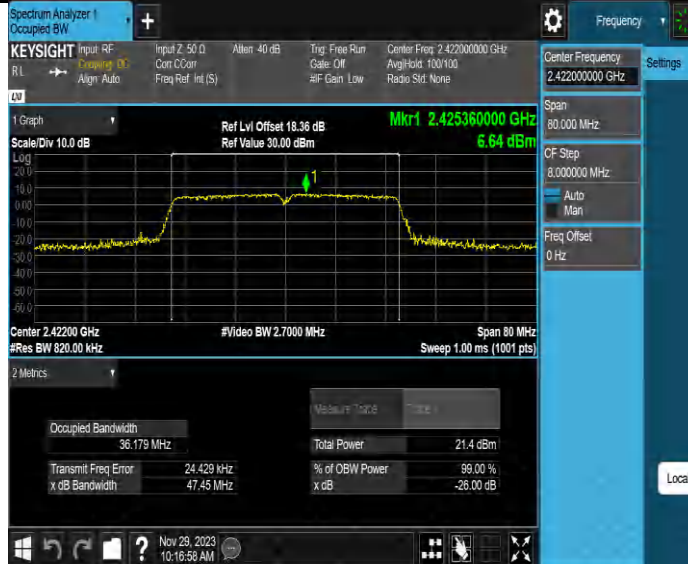 Spectrum Analyzer 1
Occupied BW
+
Frequency
KEYSIGHT Input: RF Input Z: 50 Ω Atten: 40 dB Trig: Free Run Center Freq: 2.422000000 GHz
RL Coupling: DC Corr CCorr Gate: Off Avg|Hold: 100/100
Align: Auto Freq Ref: Int (S) #IF Gain: Low Radio Std: None
LXI
Center Frequency
2.422000000 GHz
Settings
Span
80.000 MHz
CF Step
8.000000 MHz
Auto
Man
Freq Offset
0 Hz
1 Graph
Ref Lvl Offset 18.36 dB Mkr1 2.425360000 GHz
Scale/Div 10.0 dB Ref Value 30.00 dBm 6.64 dBm
Log
20.0
10.0
0.00
-10.0
-20.0
-30.0
-40.0
-50.0
-60.0
1
Center 2.42200 GHz #Video BW 2.7000 MHz Span 80 MHz
#Res BW 820.00 kHz Sweep 1.00 ms (1001 pts)
2 Metrics
Measure Trace
Occupied Bandwidth
36.179 MHz Total Power 21.4 dBm
Transmit Freq Error 24.429 kHz % of OBW Power 99.00 %
x dB Bandwidth 47.45 MHz x dB -26.00 dB
Loca
? Nov 29, 2023
10:16:58 AM